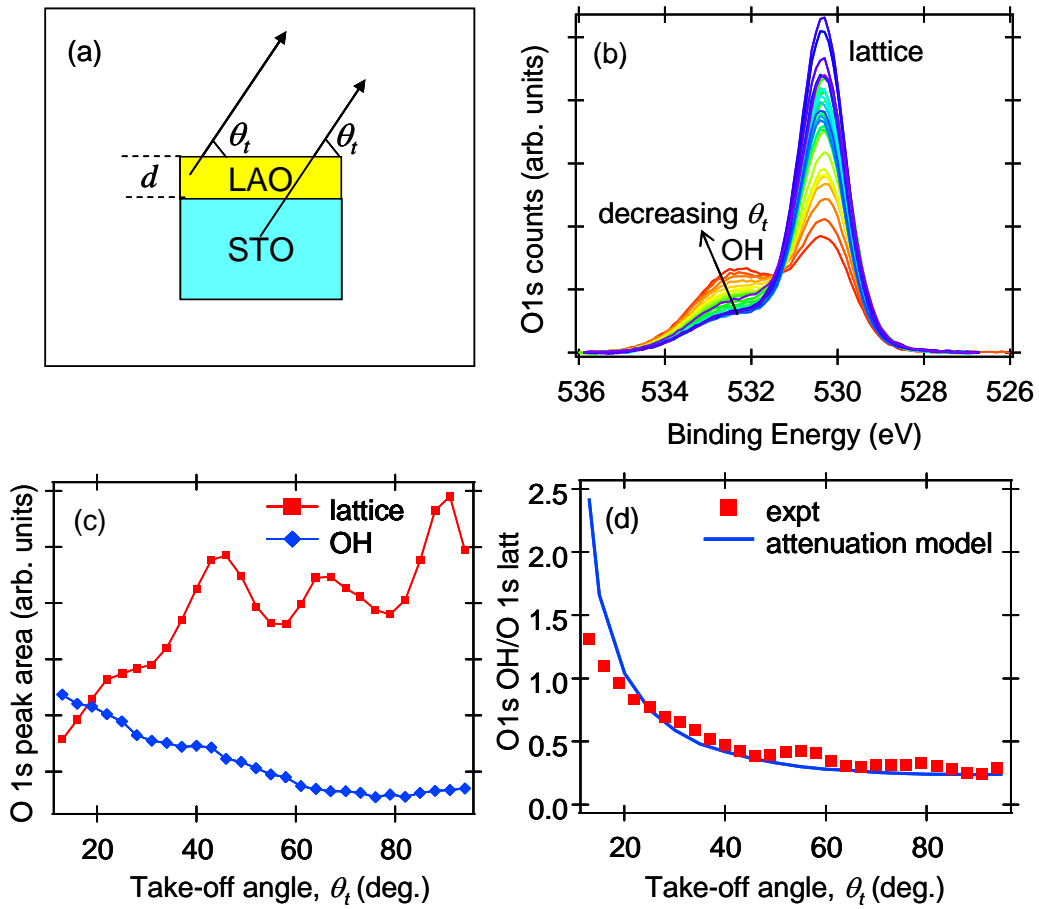 (a)
θt
θt
d
LAO
STO
(b)
lattice
decreasing θt
OH
O1s counts (arb. units)
536
534
532
530
528
526
Binding Energy (eV)
(c)
lattice
OH
O 1s peak area (arb. units)
20
40
60
80
Take-off angle, θt (deg.)
(d)
expt
attenuation model
O1s OH/O 1s latt
2.5
2.0
1.5
1.0
0.5
0.0
20
40
60
80
Take-off angle, θt (deg.)